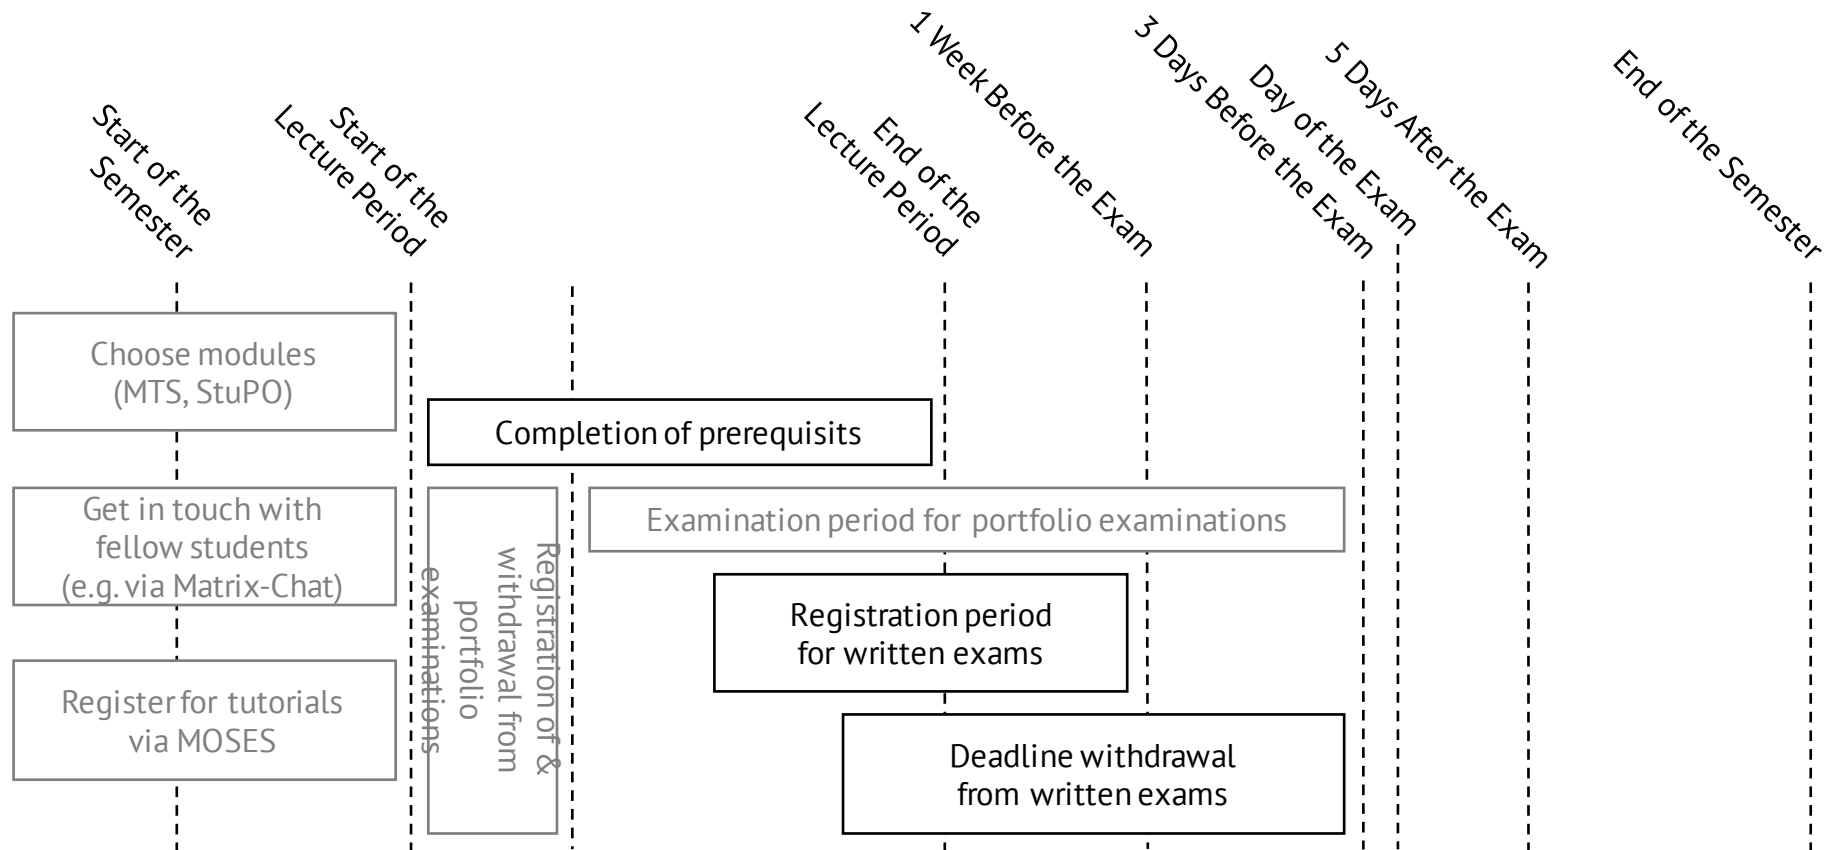 Start of the
Semester
Start of the
Lecture Period
End of the
Lecture Period
1 Week Before the Exam
3 Days Before the Exam
Day of the Exam
5 Days After the Exam
End of the Semester
Choose modules
(MTS, StuPO)
Completion of prerequisits
Get in touch with
fellow students
(e.g. via Matrix-Chat)
Registration of &
withdrawal from
portfolio
examinations
Examination period for portfolio examinations
Registration period
for written exams
Register for tutorials
via MOSES
Deadline withdrawal
from written exams